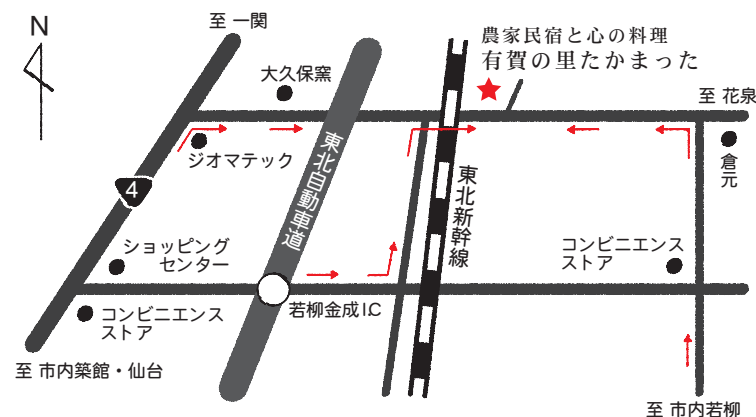 N
至 一関
農家民宿と心の料理
有賀の里たかまった
大久保窯
至 花泉
ジオマテック
倉元
東北自動車道
東北新幹線
4
ショッピング
センター
コンビニエンス
ストア
若柳金成IC
コンビニエンス
ストア
至 市内築館・仙台
至 市内若柳